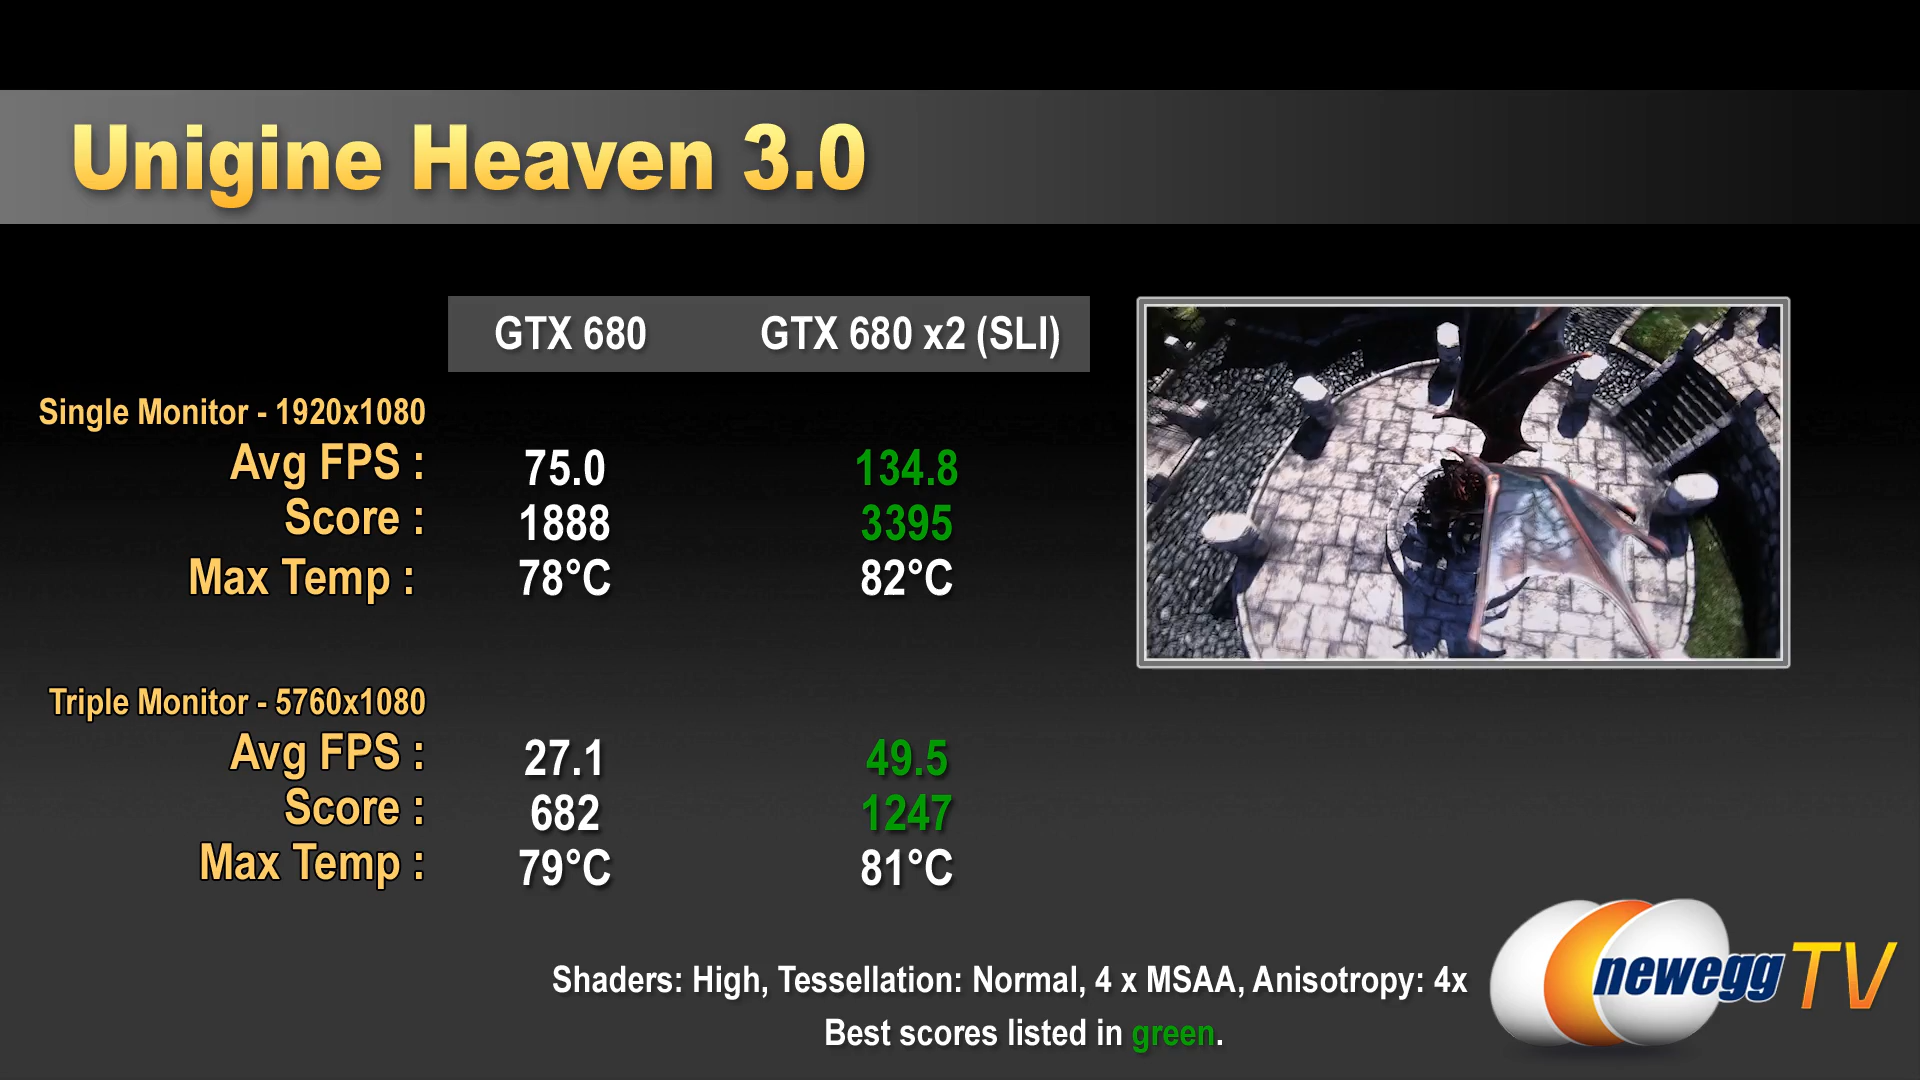 Unigine Heaven 3.0
GTX 680 GTX 680 x2 (SLI)
Single Monitor - 1920x1080
Avg FPS : 75.0 134.8
Score : 1888 3395
Max Temp : 78°C 82°C
Triple Monitor - 5760x1080
Avg FPS : 27.1 49.5
Score : 682 1247
Max Temp : 79°C 81°C
Shaders: High, Tessellation: Normal, 4 x MSAA, Anisotropy: 4x
Best scores listed in green.
newegg TV